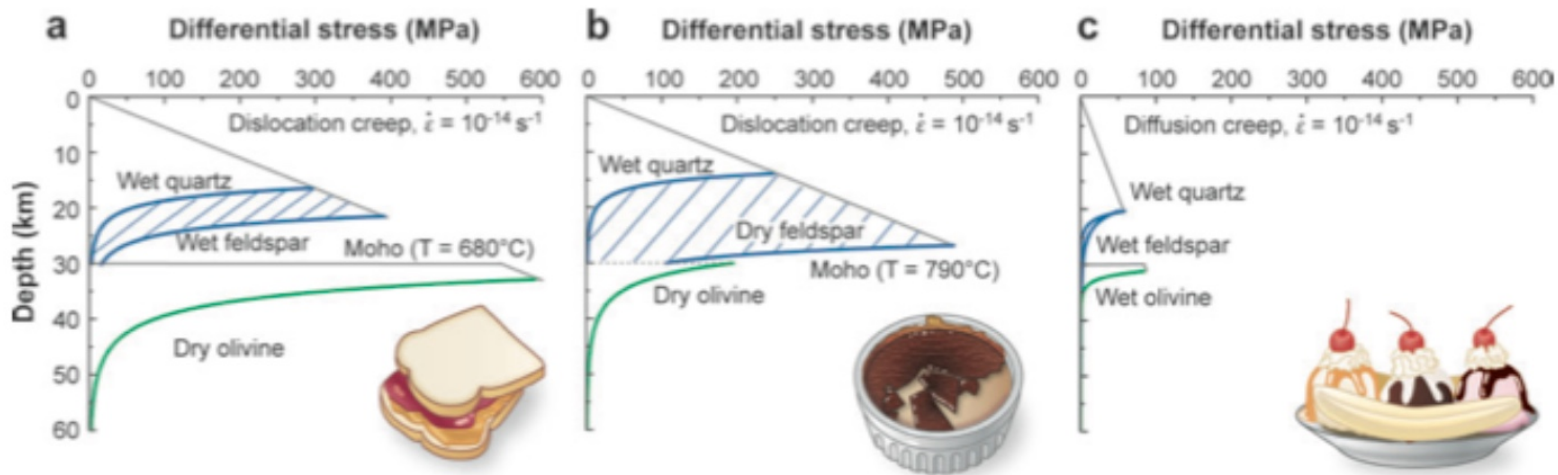 a Differential stress (MPa)
0 100 200 300 400 500 600
0
10
20
30
40
50
60
Depth (km)
Dislocation creep, ε̇ = 10⁻¹⁴ s⁻¹
Wet quartz
Wet feldspar
Moho (T = 680°C)
Dry olivine
b Differential stress (MPa)
0 100 200 300 400 500 600
Dislocation creep, ε̇ = 10⁻¹⁴ s⁻¹
Wet quartz
Dry feldspar
Moho (T = 790°C)
Dry olivine
c Differential stress (MPa)
0 100 200 300 400 500 600
Diffusion creep, ε̇ = 10⁻¹⁴ s⁻¹
Wet quartz
Wet feldspar
Wet olivine